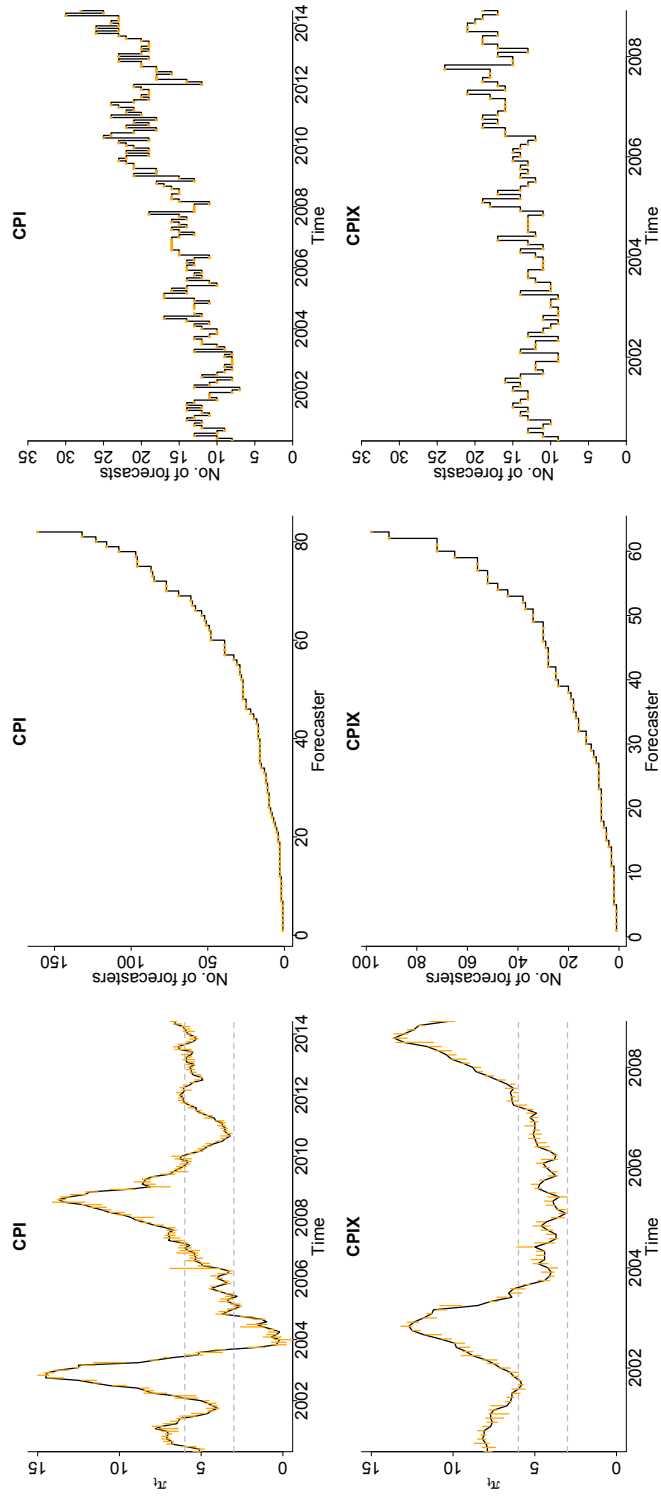 CPI
π_t
15
10
5
0
2002 2004 2006 2008 2010 2012 2014
Time
CPI
No. of forecasters
150
100
50
0
0 20 40 60 80
Forecaster
CPI
No. of forecasts
35
30
25
20
15
10
5
0
2002 2004 2006 2008 2010 2012 2014
Time
CPIX
π_t
15
10
5
0
2002 2004 2006 2008
Time
CPIX
No. of forecasters
100
80
60
40
20
0
0 10 20 30 40 50 60
Forecaster
CPIX
No. of forecasts
35
30
25
20
15
10
5
0
2002 2004 2006 2008
Time